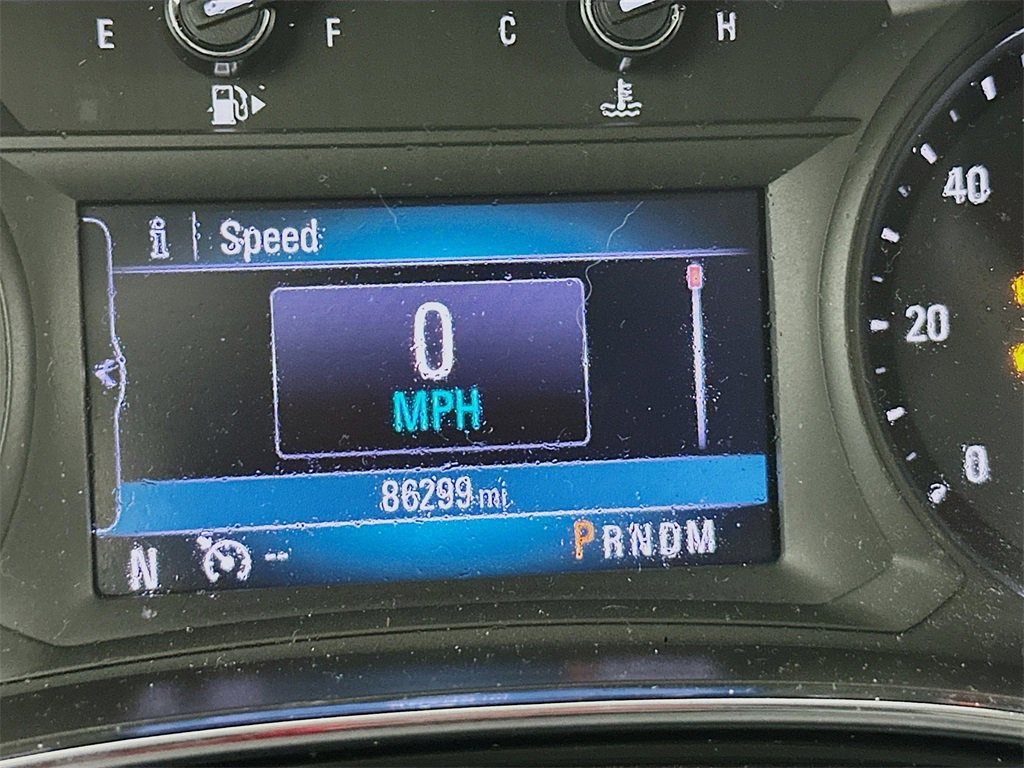 E F C H
Speed
40
0
MPH
20
86299 mi
0
N -- PRNDM